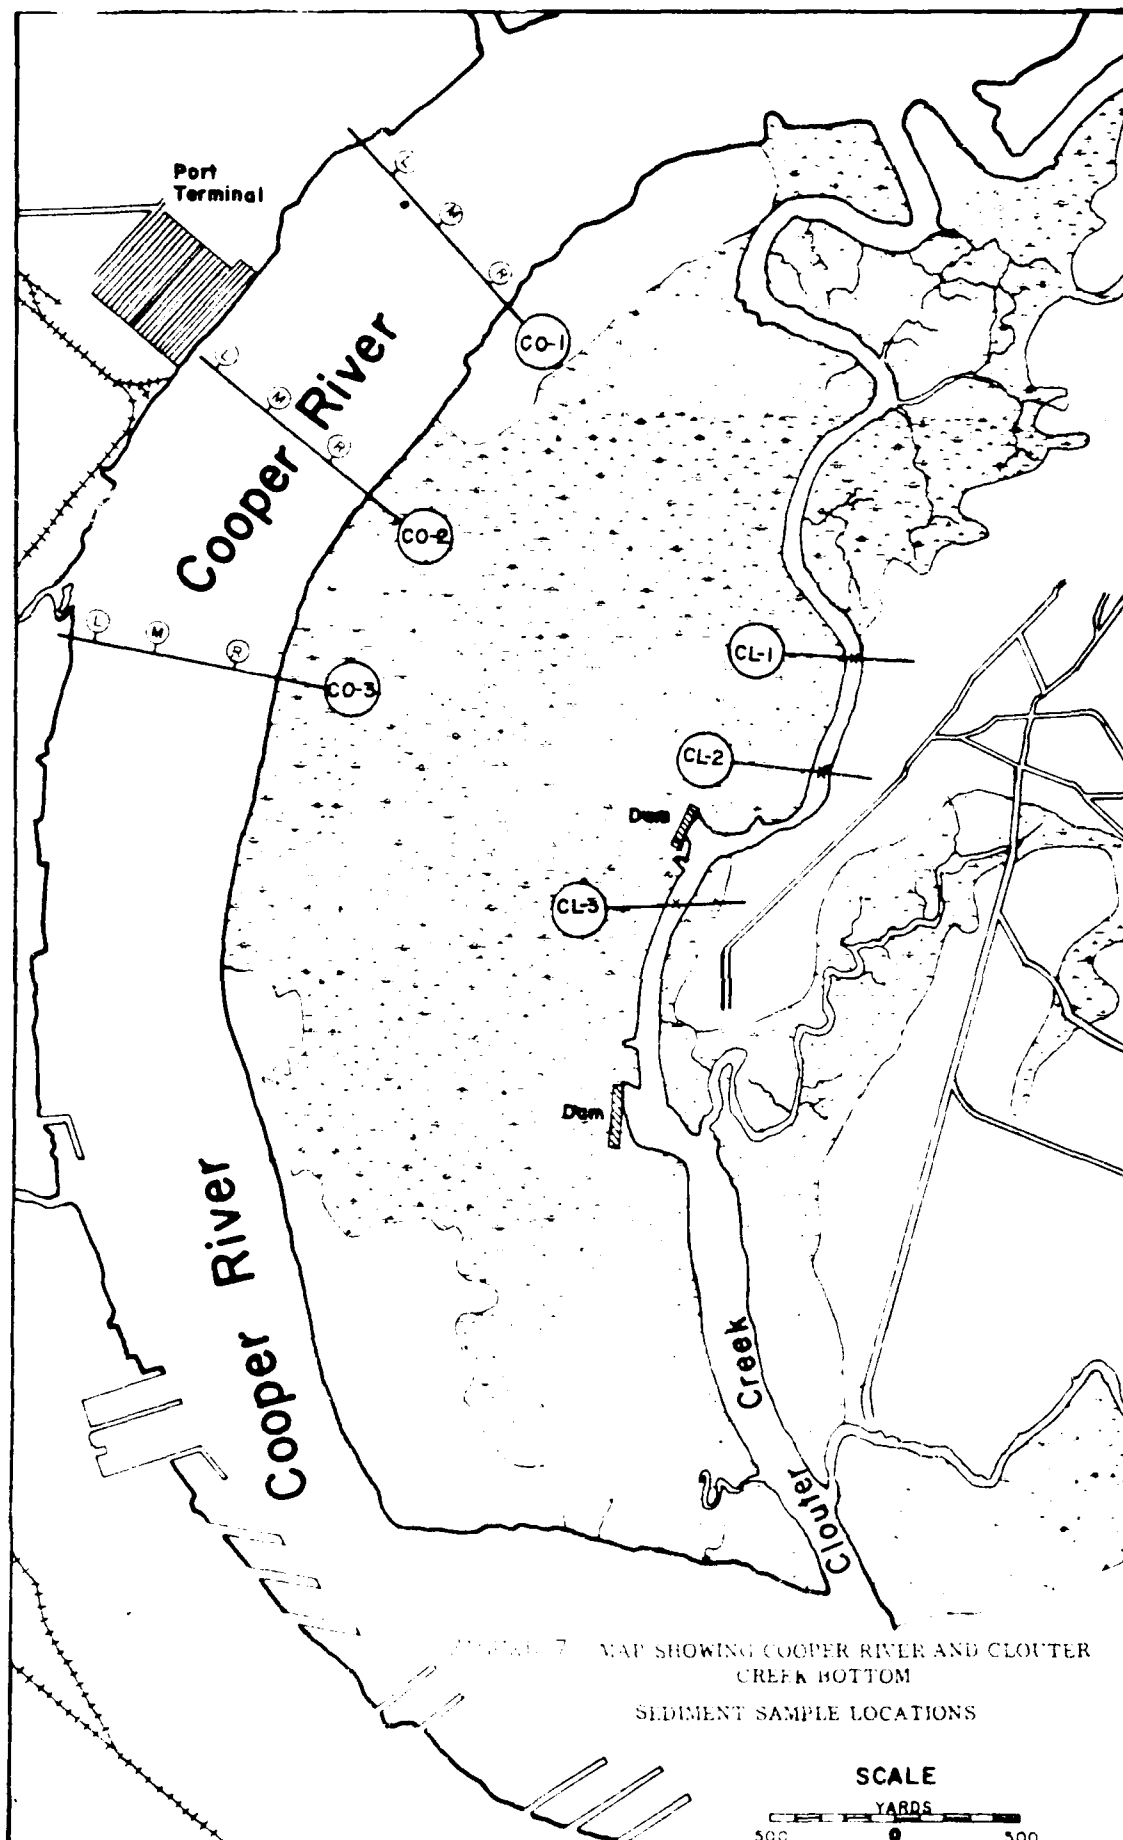 Port
Terminal
L
M
R
CO-1
L
M
R
CO-2
Cooper River
L
M
R
CO-3
CL-1
CL-2
Dam
CL-3
Dam
Cooper River
Clouter Creek
7 MAP SHOWING COOPER RIVER AND CLOUTER
CREEK BOTTOM
SEDIMENT SAMPLE LOCATIONS
SCALE
YARDS
500 0 500